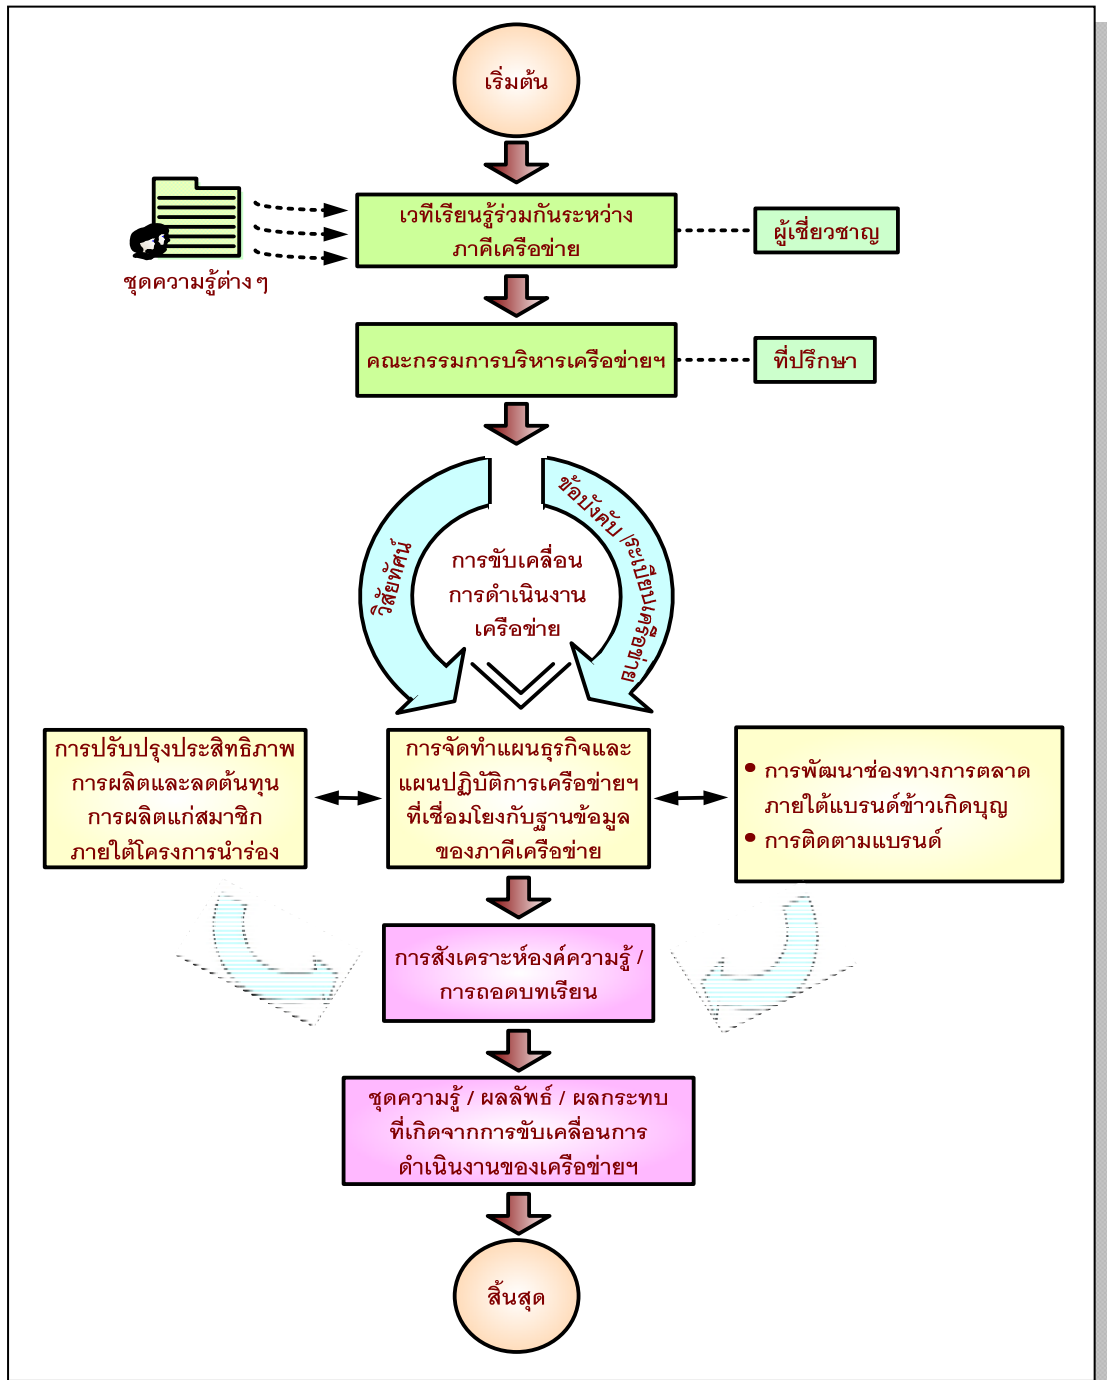 เริ่มต้น
เวทีเรียนรู้ร่วมกันระหว่าง
ภาคีเครือข่าย
ผู้เชี่ยวชาญ
ชุดความรู้ต่าง ๆ
คณะกรรมการบริหารเครือข่ายฯ
ที่ปรึกษา
วิสัยทัศน์
ข้อบังคับ /ระเบียบเครือข่าย
การขับเคลื่อน
การดำเนินงาน
เครือข่าย
การปรับปรุงประสิทธิภาพ
การผลิตและลดต้นทุน
การผลิตแก่สมาชิก
ภายใต้โครงการนำร่อง
การจัดทำแผนธุรกิจและ
แผนปฏิบัติการเครือข่ายฯ
ที่เชื่อมโยงกับฐานข้อมูล
ของภาคีเครือข่าย
• การพัฒนาช่องทางการตลาด
ภายใต้แบรนด์ข้าวเกิดบุญ
• การติดตามแบรนด์
การสังเคราะห์องค์ความรู้ /
การถอดบทเรียน
ชุดความรู้ / ผลลัพธ์ / ผลกระทบ
ที่เกิดจากการขับเคลื่อนการ
ดำเนินงานของเครือข่ายฯ
สิ้นสุด